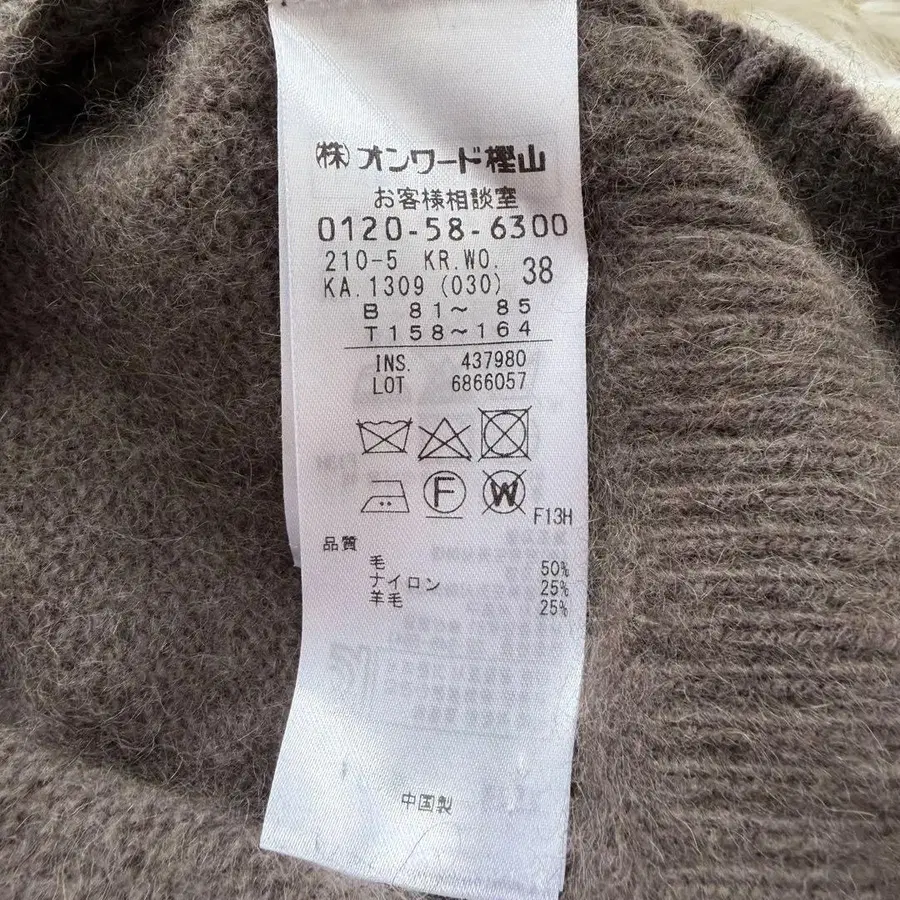 (株)オンワード樫山
お客様相談室
0120-58-6300
210-5 KR.WO. 38
KA.1309 (030)
B 81～ 85
T158～164
INS. 437980
LOT 6866057
F
W
F13H
品質
毛 50%
ナイロン 25%
羊毛 25%
中国製